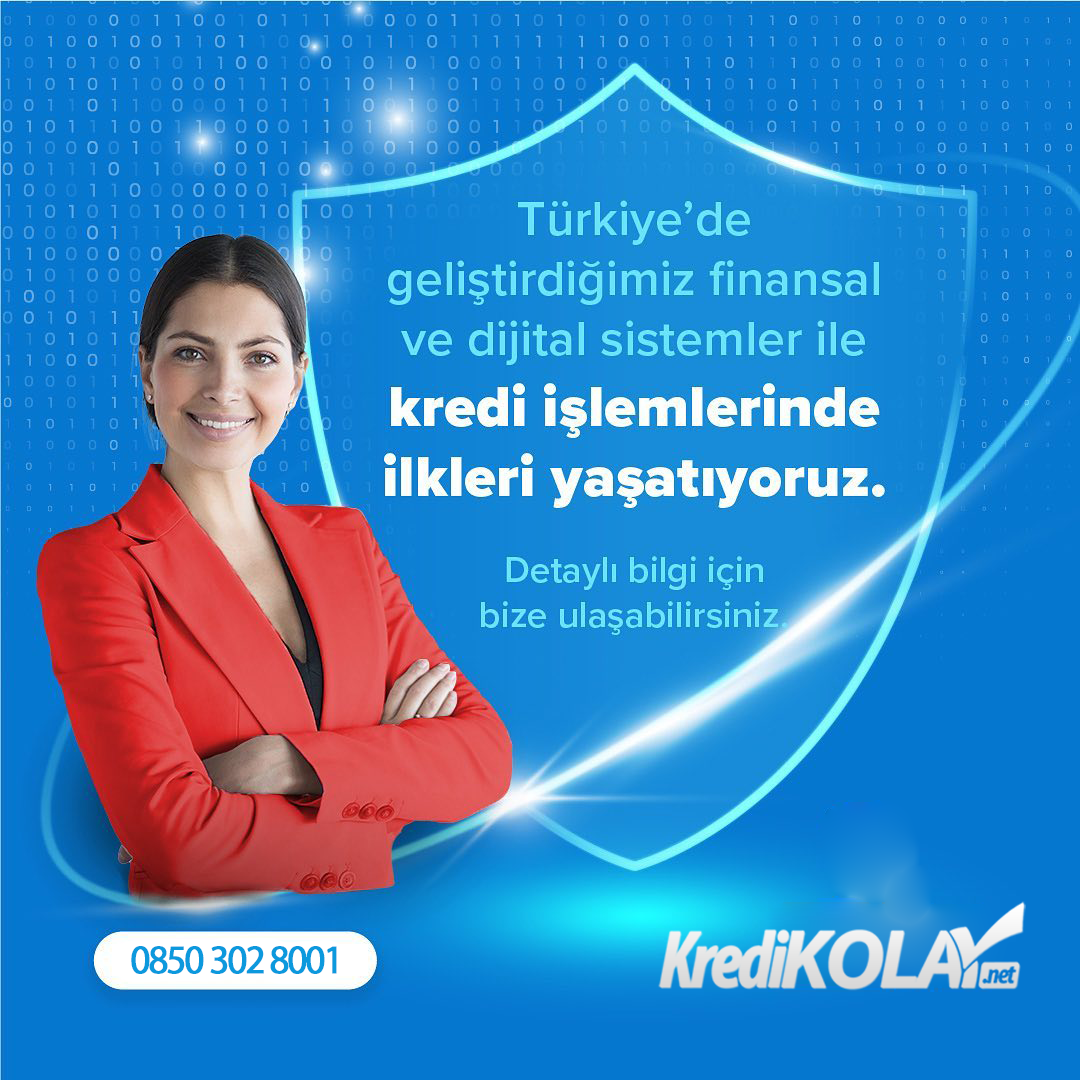 Türkiye’de
geliştirdiğimiz finansal
ve dijital sistemler ile
kredi işlemlerinde
ilkleri yaşatıyoruz.
Detaylı bilgi için
bize ulaşabilirsiniz.
0850 302 8001
KrediKOLAY.net